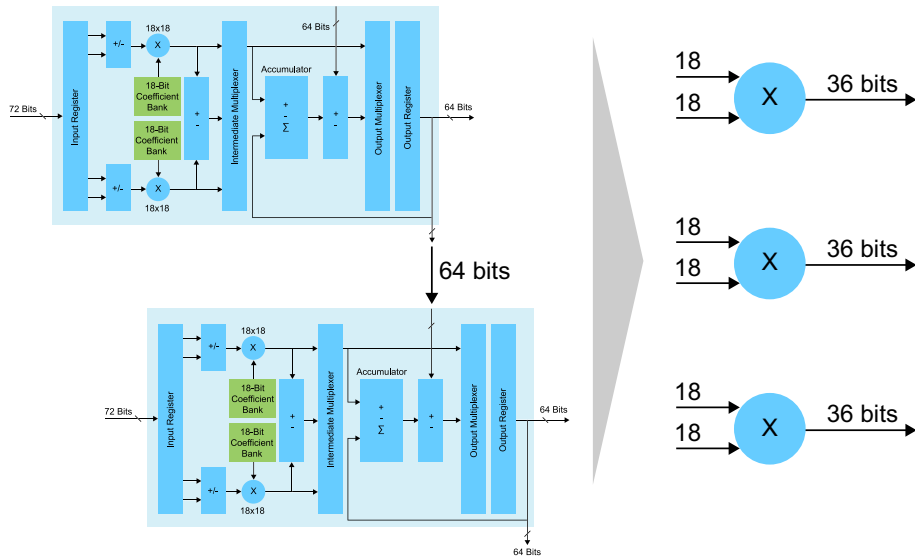 64 Bits
18x18
+/-
X
18-Bit
Coefficient
Bank
18-Bit
Coefficient
Bank
+
-
72 Bits
Input Register
+/-
X
18x18
Intermediate Multiplexer
Accumulator
+
-
Σ
+
-
Output Multiplexer
Output Register
64 Bits
64 bits
18x18
+/-
X
18-Bit
Coefficient
Bank
18-Bit
Coefficient
Bank
+
-
72 Bits
Input Register
+/-
X
18x18
Intermediate Multiplexer
Accumulator
+
-
Σ
+
-
Output Multiplexer
Output Register
64 Bits
64 Bits
18
18
X
36 bits
18
18
X
36 bits
18
18
X
36 bits